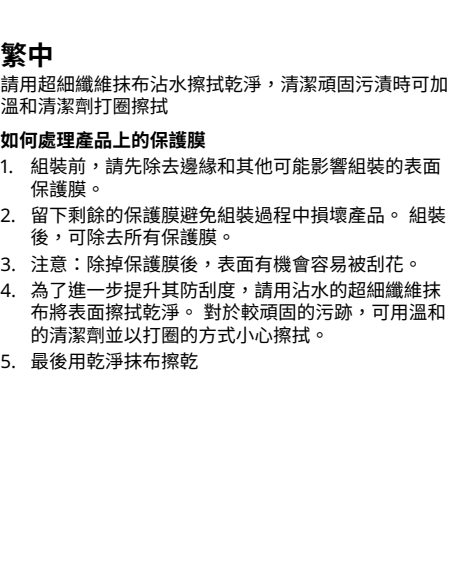 繁中
請用超細纖維抹布沾水擦拭乾淨，清潔頑固污漬時可加
溫和清潔劑打圈擦拭
如何處理產品上的保護膜
1. 組裝前，請先除去邊緣和其他可能影響組裝的表面
保護膜。
2. 留下剩餘的保護膜避免組裝過程中損壞產品。 組裝
後，可除去所有保護膜。
3. 注意：除掉保護膜後，表面有機會容易被刮花。
4. 為了進一步提升其防刮度，請用沾水的超細纖維抹
布將表面擦拭乾淨。 對於較頑固的污跡，可用溫和
的清潔劑並以打圈的方式小心擦拭。
5. 最後用乾淨抹布擦乾